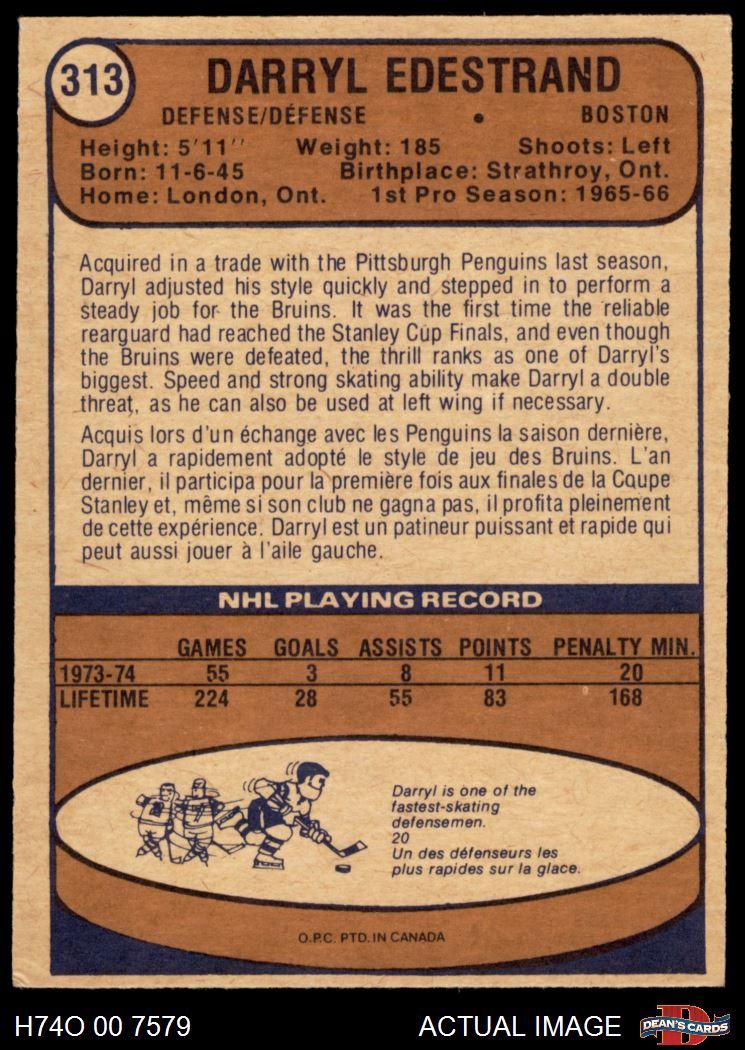 313
DARRYL EDESTRAND
DEFENSE/DÉFENSE • BOSTON
Height: 5'11'' Weight: 185 Shoots: Left
Born: 11-6-45 Birthplace: Strathroy, Ont.
Home: London, Ont. 1st Pro Season: 1965-66
Acquired in a trade with the Pittsburgh Penguins last season,
Darryl adjusted his style quickly and stepped in to perform a
steady job for the Bruins. It was the first time the reliable
rearguard had reached the Stanley Cup Finals, and even though
the Bruins were defeated, the thrill ranks as one of Darryl's
biggest. Speed and strong skating ability make Darryl a double
threat, as he can also be used at left wing if necessary.
Acquis lors d'un échange avec les Penguins la saison dernière,
Darryl a rapidement adopté le style de jeu des Bruins. L'an
dernier, il participa pour la première fois aux finales de la Coupe
Stanley et, même si son club ne gagna pas, il profita pleinement
de cette expérience. Darryl est un patineur puissant et rapide qui
peut aussi jouer à l'aile gauche.
NHL PLAYING RECORD
GAMES GOALS ASSISTS POINTS PENALTY MIN.
1973-74 55 3 8 11 20
LIFETIME 224 28 55 83 168
Darryl is one of the
fastest-skating
defensemen.
20
Un des défenseurs les
plus rapides sur la glace.
O.P.C. PTD. IN CANADA
H74O 00 7579 ACTUAL IMAGE
D
DEAN'S CARDS